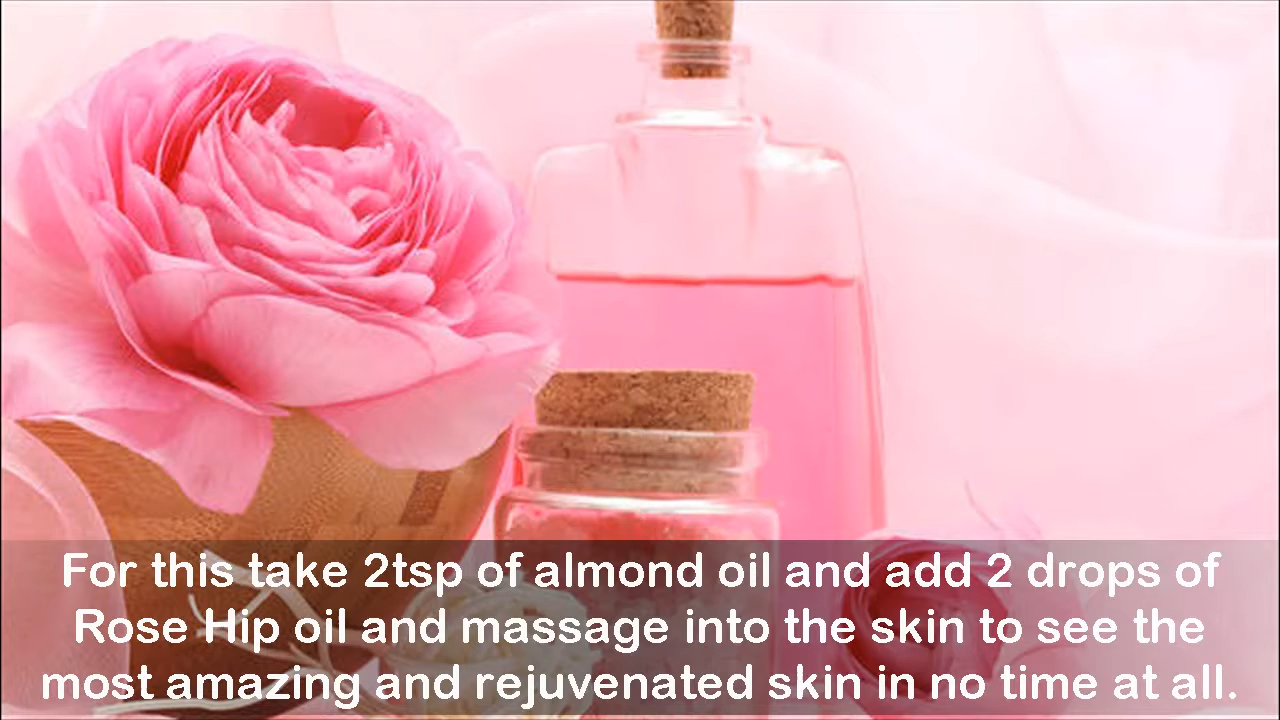 For this take 2tsp of almond oil and add 2 drops of
Rose Hip oil and massage into the skin to see the
most amazing and rejuvenated skin in no time at all.